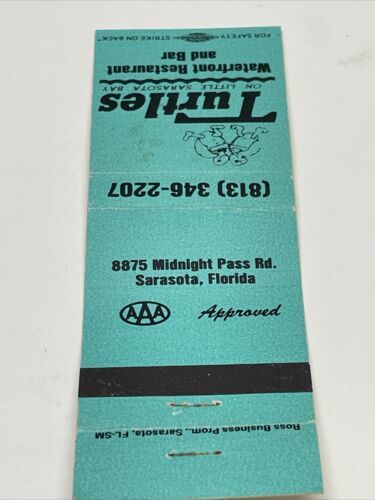 FOR SAFETY STRIKE ON BACK
Turtles
ON LITTLE SARASOTA BAY
Waterfront Restaurant
and Bar
(813) 346-2207
8875 Midnight Pass Rd.
Sarasota, Florida
AAA Approved
Ross Business Prom., Sarasota, FL-SM